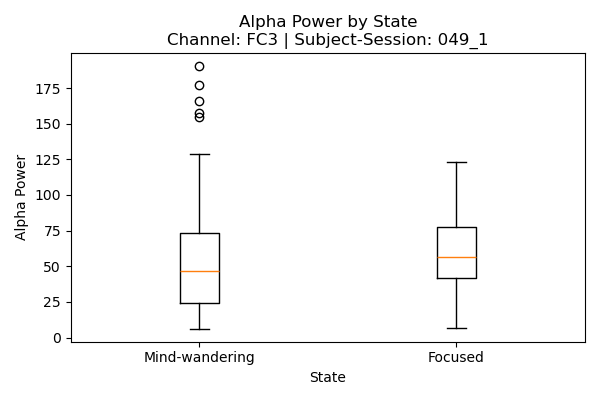 Alpha Power by State
Channel: FC3 | Subject-Session: 049_1
Alpha Power
175
150
125
100
75
50
25
0
Mind-wandering
Focused
State